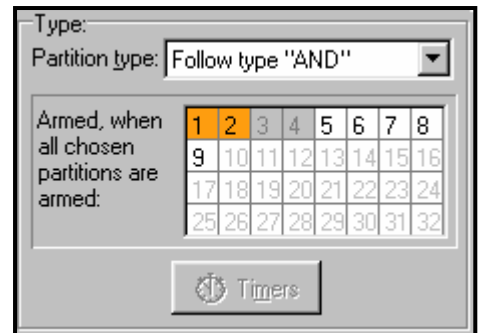 Type:
Partition type: Follow type "AND"
Armed, when all chosen partitions are armed:
1 2 3 4 5 6 7 8
9 10 11 12 13 14 15 16
17 18 19 20 21 22 23 24
25 26 27 28 29 30 31 32
Timers